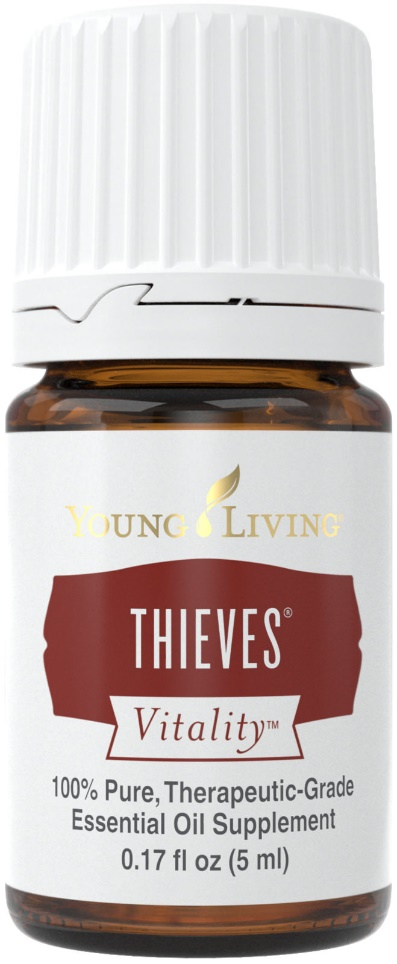 YOUNG LIVING®
THIEVES®
Vitality™
100% Pure, Therapeutic-Grade
Essential Oil Supplement
0.17 fl oz (5 ml)